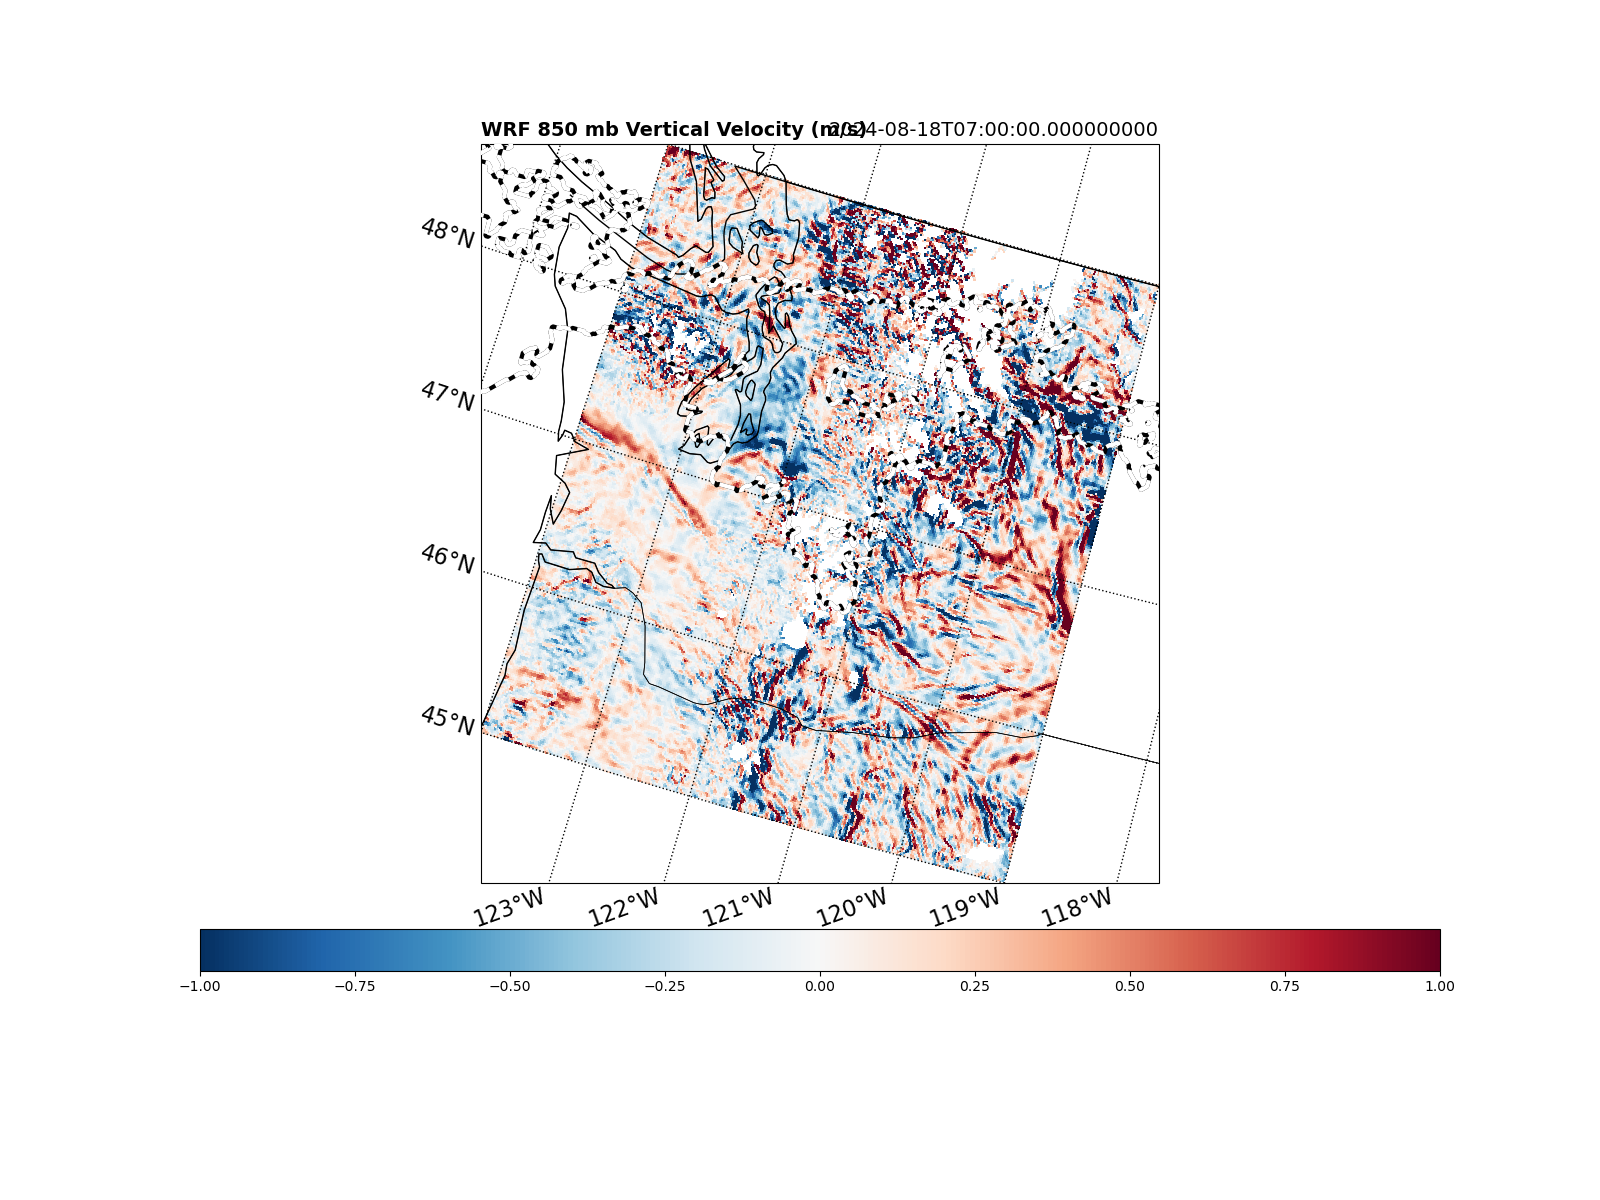 WRF 850 mb Vertical Velocity (m/s) 2024-08-18T07:00:00.000000000
48°N
47°N
46°N
45°N
123°W 122°W 121°W 120°W 119°W 118°W
−1.00 −0.75 −0.50 −0.25 0.00 0.25 0.50 0.75 1.00